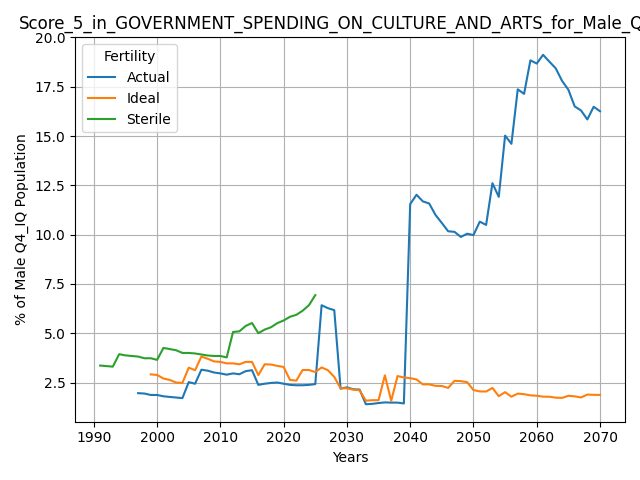 Score_5_in_GOVERNMENT_SPENDING_ON_CULTURE_AND_ARTS_for_Male_Q
Fertility
Actual
Ideal
Sterile
% of Male Q4_IQ Population
20.0
17.5
15.0
12.5
10.0
7.5
5.0
2.5
1990 2000 2010 2020 2030 2040 2050 2060 2070
Years